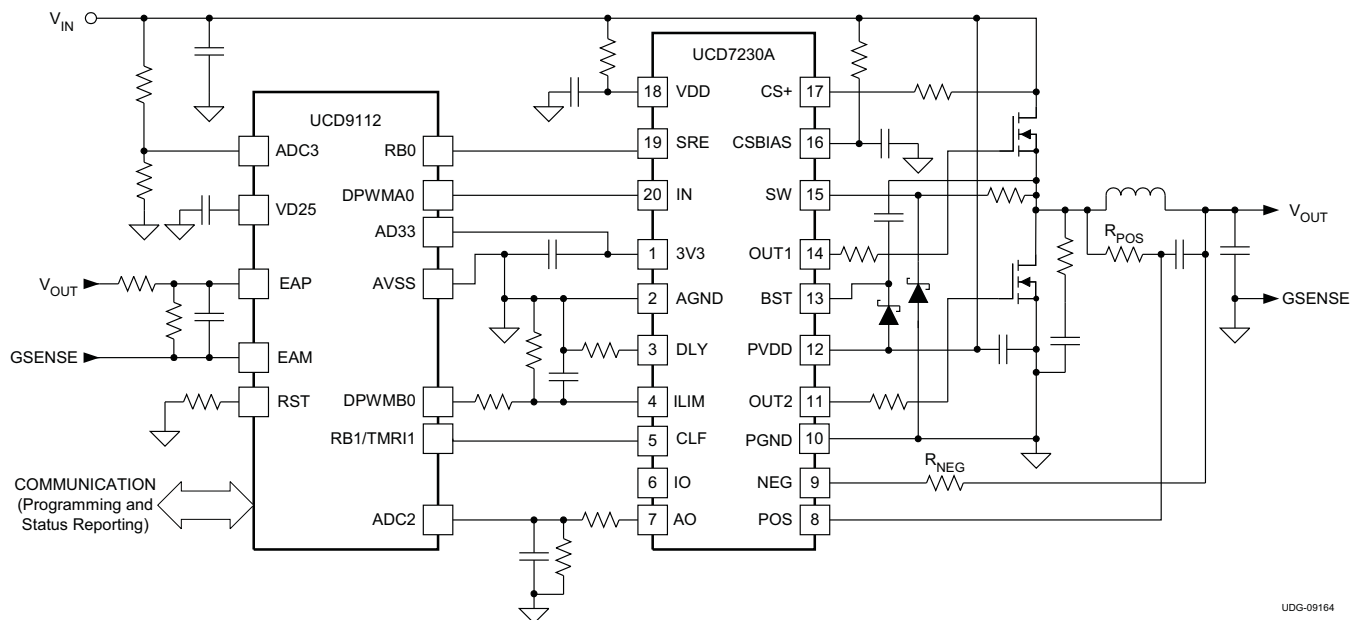 V_IN
UCD7230A
UCD9112
18 VDD
CS+ 17
ADC3
RB0
19 SRE
CSBIAS 16
VD25
DPWMA0
20 IN
SW 15
AD33
1 3V3
OUT1 14
V_OUT
R_POS
V_OUT
EAP
AVSS
2 AGND
BST 13
GSENSE
GSENSE
EAM
3 DLY
PVDD 12
RST
DPWMB0
4 ILIM
OUT2 11
RB1/TMRI1
5 CLF
PGND 10
COMMUNICATION
(Programming and
Status Reporting)
6 IO
NEG 9
R_NEG
ADC2
7 AO
POS 8
UDG-09164